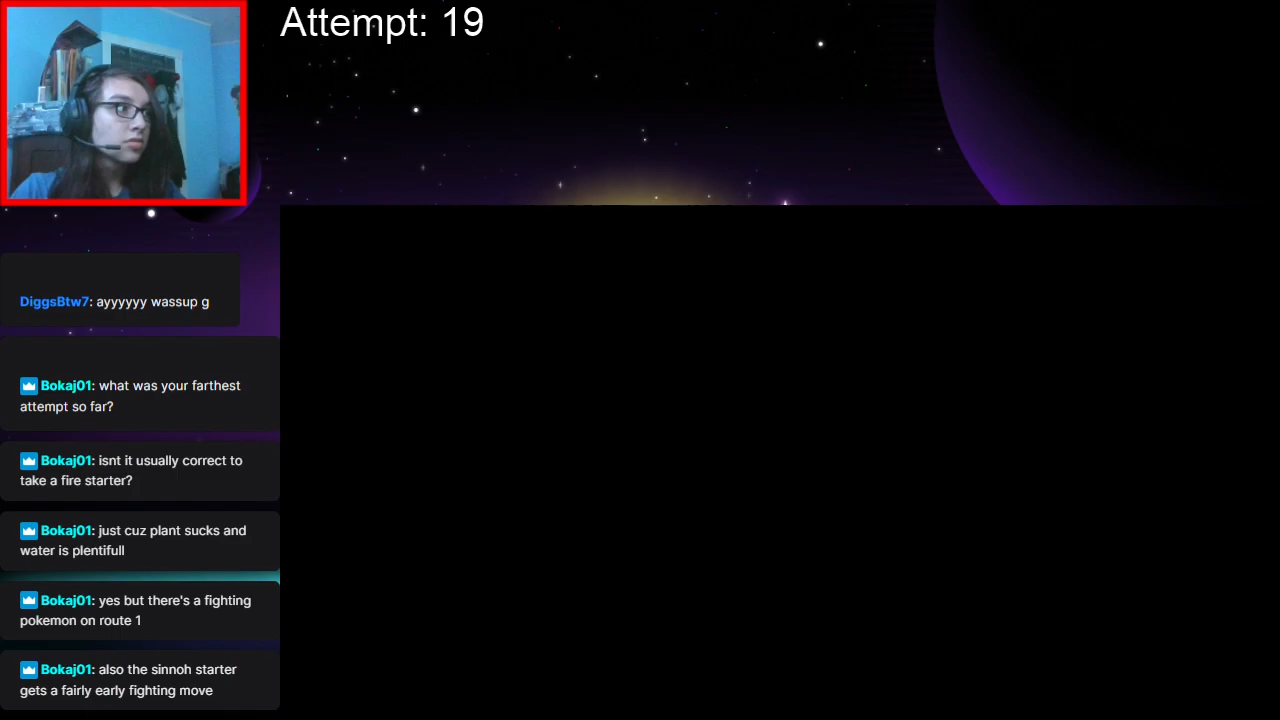 Attempt: 19
DiggsBtw7: ayyyyyy wassup g
Bokaj01: what was your farthest
attempt so far?
Bokaj01: isnt it usually correct to
take a fire starter?
Bokaj01: just cuz plant sucks and
water is plentifull
Bokaj01: yes but there's a fighting
pokemon on route 1
Bokaj01: also the sinnoh starter
gets a fairly early fighting move